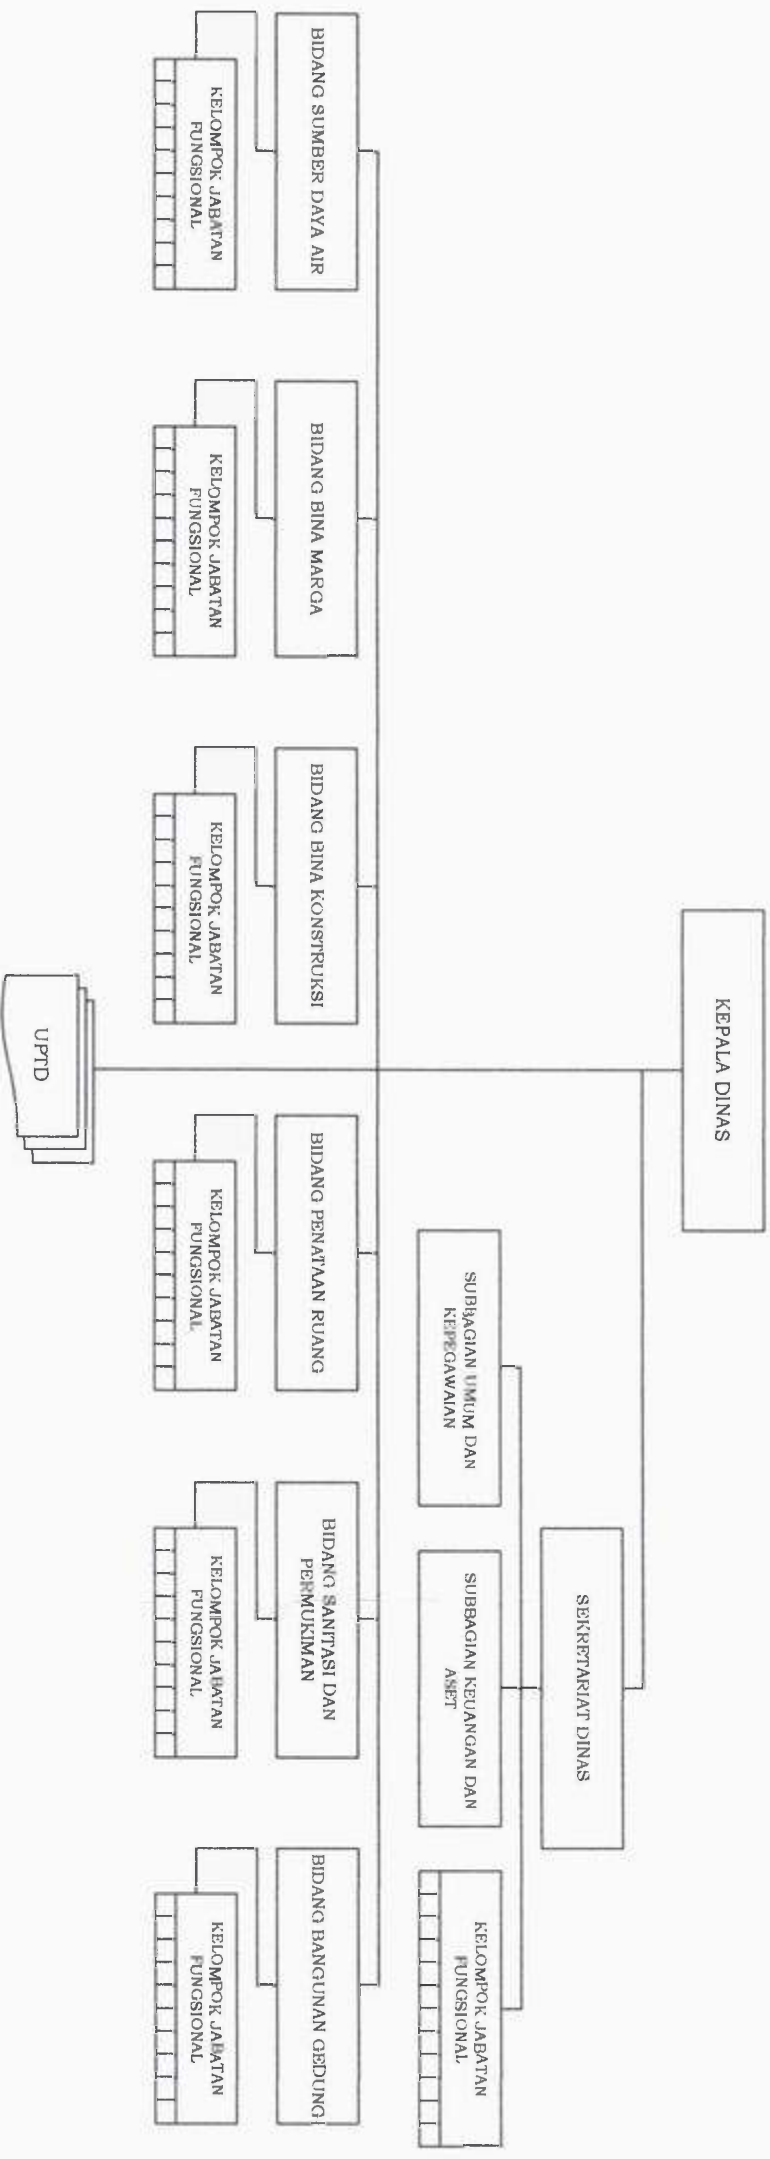 KEPALA DINAS
SEKRETARIAT DINAS
SUBBAGIAN UMUM DAN
KEPEGAWAIAN
SUBBAGIAN KEUANGAN DAN
ASET
KELOMPOK JABATAN
FUNGSIONAL
BIDANG SUMBER DAYA AIR
BIDANG BINA MARGA
BIDANG BINA KONSTRUKSI
BIDANG PENATAAN RUANG
BIDANG SANITASI DAN
PERMUKIMAN
BIDANG BANGUNAN GEDUNG
KELOMPOK JABATAN
FUNGSIONAL
KELOMPOK JABATAN
FUNGSIONAL
KELOMPOK JABATAN
FUNGSIONAL
KELOMPOK JABATAN
FUNGSIONAL
KELOMPOK JABATAN
FUNGSIONAL
KELOMPOK JABATAN
FUNGSIONAL
UPTD